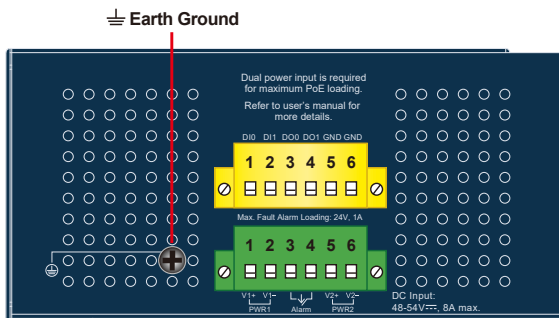 Earth Ground
Dual power input is required
for maximum PoE loading.
Refer to user's manual for
more details.
DI0 DI1 DO0 DO1 GND GND
1 2 3 4 5 6
Max. Fault Alarm Loading: 24V, 1A
1 2 3 4 5 6
V1+ V1- V2+ V2-
PWR1 Alarm PWR2
DC Input:
48-54V⎓, 8A max.